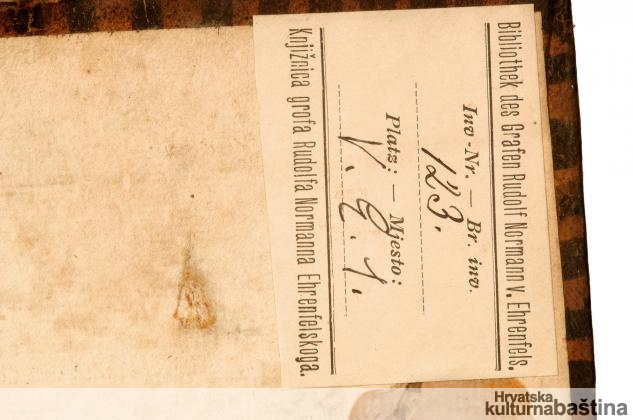 Bibliothek des Grafen Rudolf Normann v. Ehrenfels.
Inv-Nr. — Br. inv.
123.
Platz: — Mjesto:
V. g. 1.
Knjižnica grofa Rudolfa Normanna Ehrenfelskoga.
Hrvatska
kulturnabaština